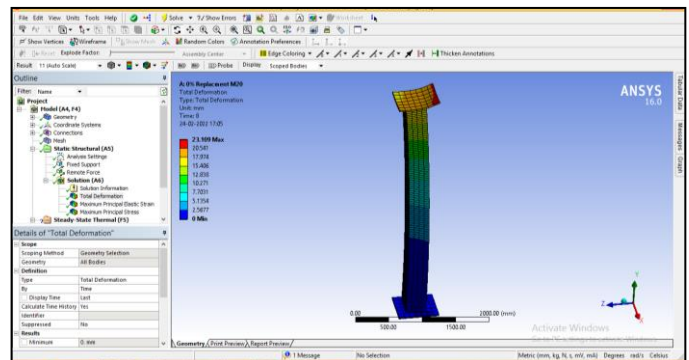 File Edit View Units Tools Help Solve ?/Show Errors Worksheet
Show Vertices Wireframe Show Mesh Random Colors Annotation Preferences
Reset Explode Factor: Assembly Center Edge Coloring Thicken Annotations
Result 11 (Auto Scale) Probe Display Scoped Bodies
Outline
Filter: Name
Project
Model (A4, F4)
Geometry
Coordinate Systems
Connections
Mesh
Static Structural (A5)
Analysis Settings
Fixed Support
Remote Force
Solution (A6)
Solution Information
Total Deformation
Maximum Principal Elastic Strain
Maximum Principal Stress
Steady-State Thermal (F5)
Details of "Total Deformation"
Scope
Scoping Method Geometry Selection
Geometry All Bodies
Definition
Type Total Deformation
By Time
Display Time Last
Calculate Time History Yes
Identifier
Suppressed No
Results
Minimum 0. mm
A: 0% Replacment M20
Total Deformation
Type: Total Deformation
Unit: mm
24-02-2022 17:05
23.109 Max
20.541
17.974
15.406
12.838
10.271
7.7031
5.1354
2.5677
0 Min
ANSYS
16.0
0.00 500.00 1500.00 2000.00 (mm)
Y
Z
X
Activate Windows
Geometry Print Preview Report Preview
Tabular Data
Messages
Graph
1 Message No Selection Metric (mm, kg, N, s, mV, mA) Degrees rad/s Celsius